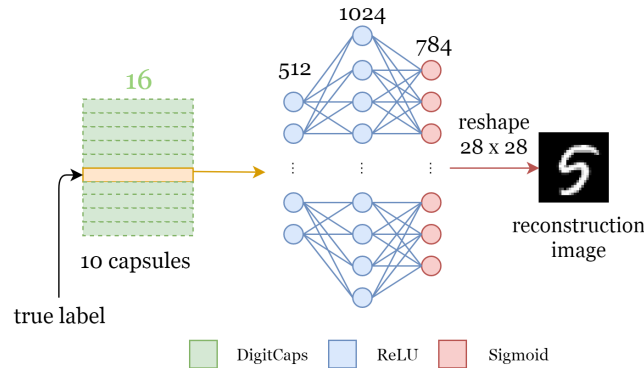 1024
512
784
16
reshape
28 x 28
...
...
...
10 capsules
reconstruction
image
true label
DigitCaps
ReLU
Sigmoid